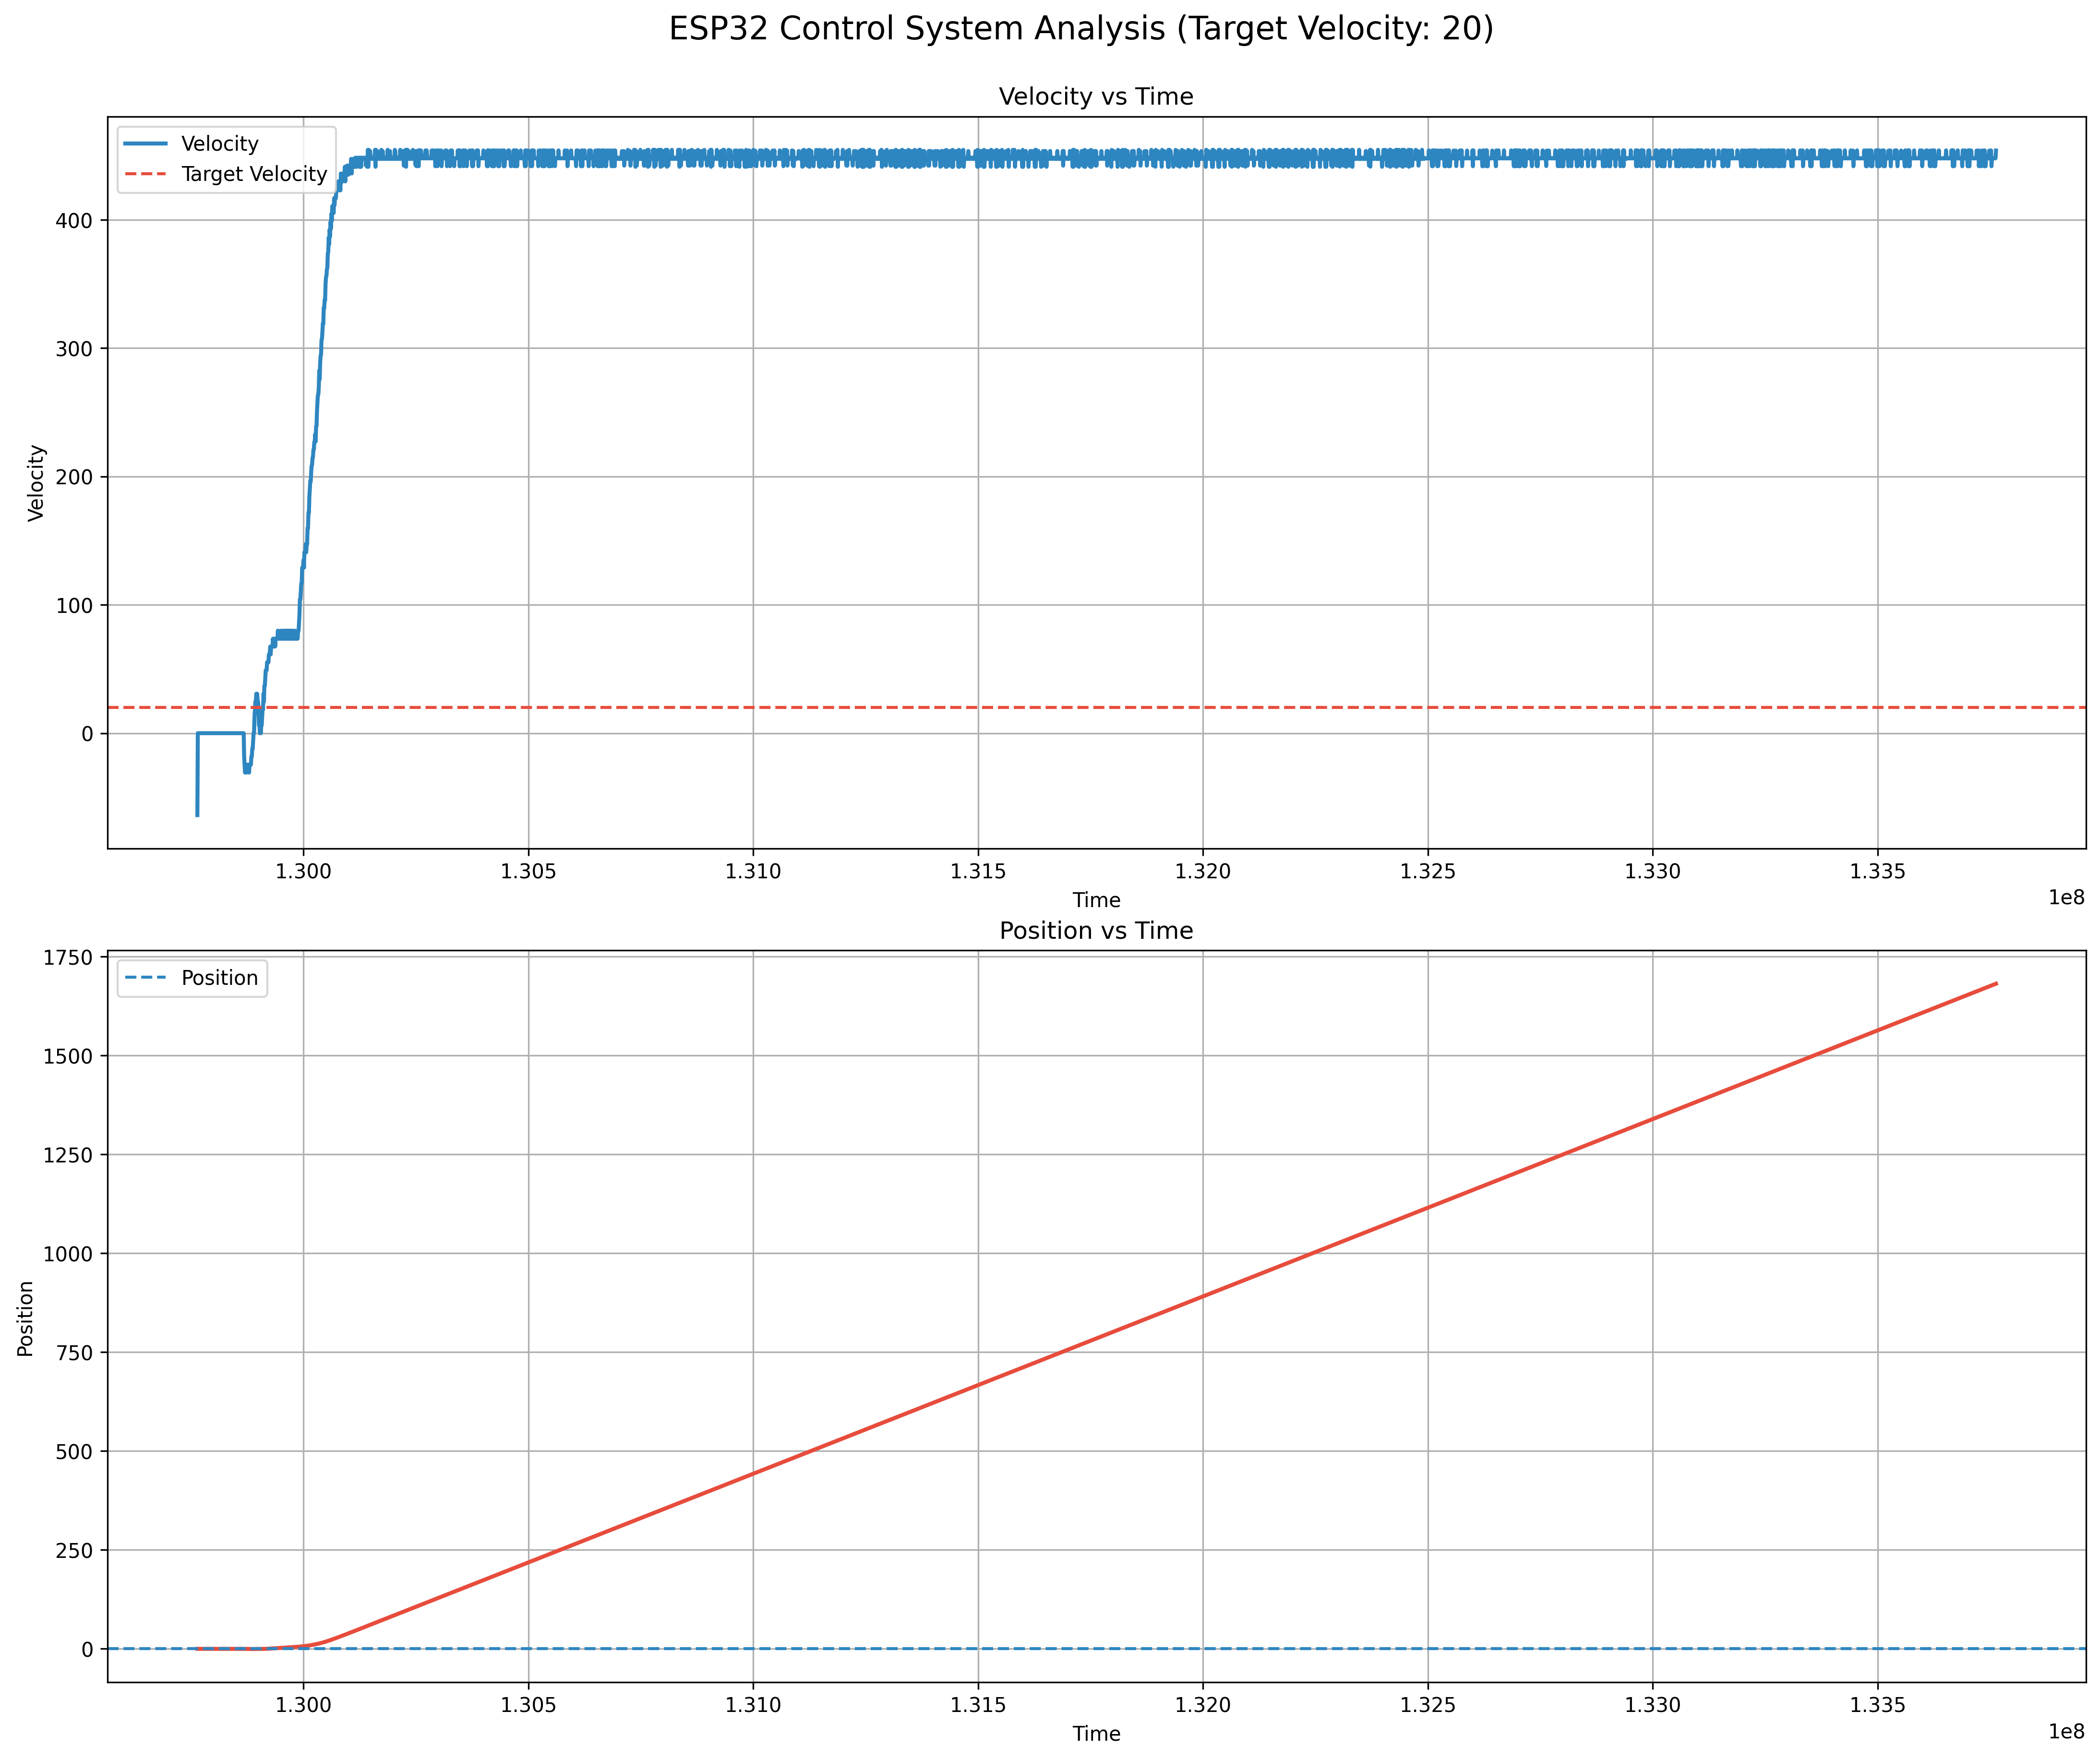 ESP32 Control System Analysis (Target Velocity: 20)
Velocity vs Time
Velocity
Target Velocity
400
300
200
100
0
Velocity
1.300 1.305 1.310 1.315 1.320 1.325 1.330 1.335
Time
1e8
Position vs Time
Position
1750
1500
1250
1000
750
500
250
0
Position
1.300 1.305 1.310 1.315 1.320 1.325 1.330 1.335
Time
1e8